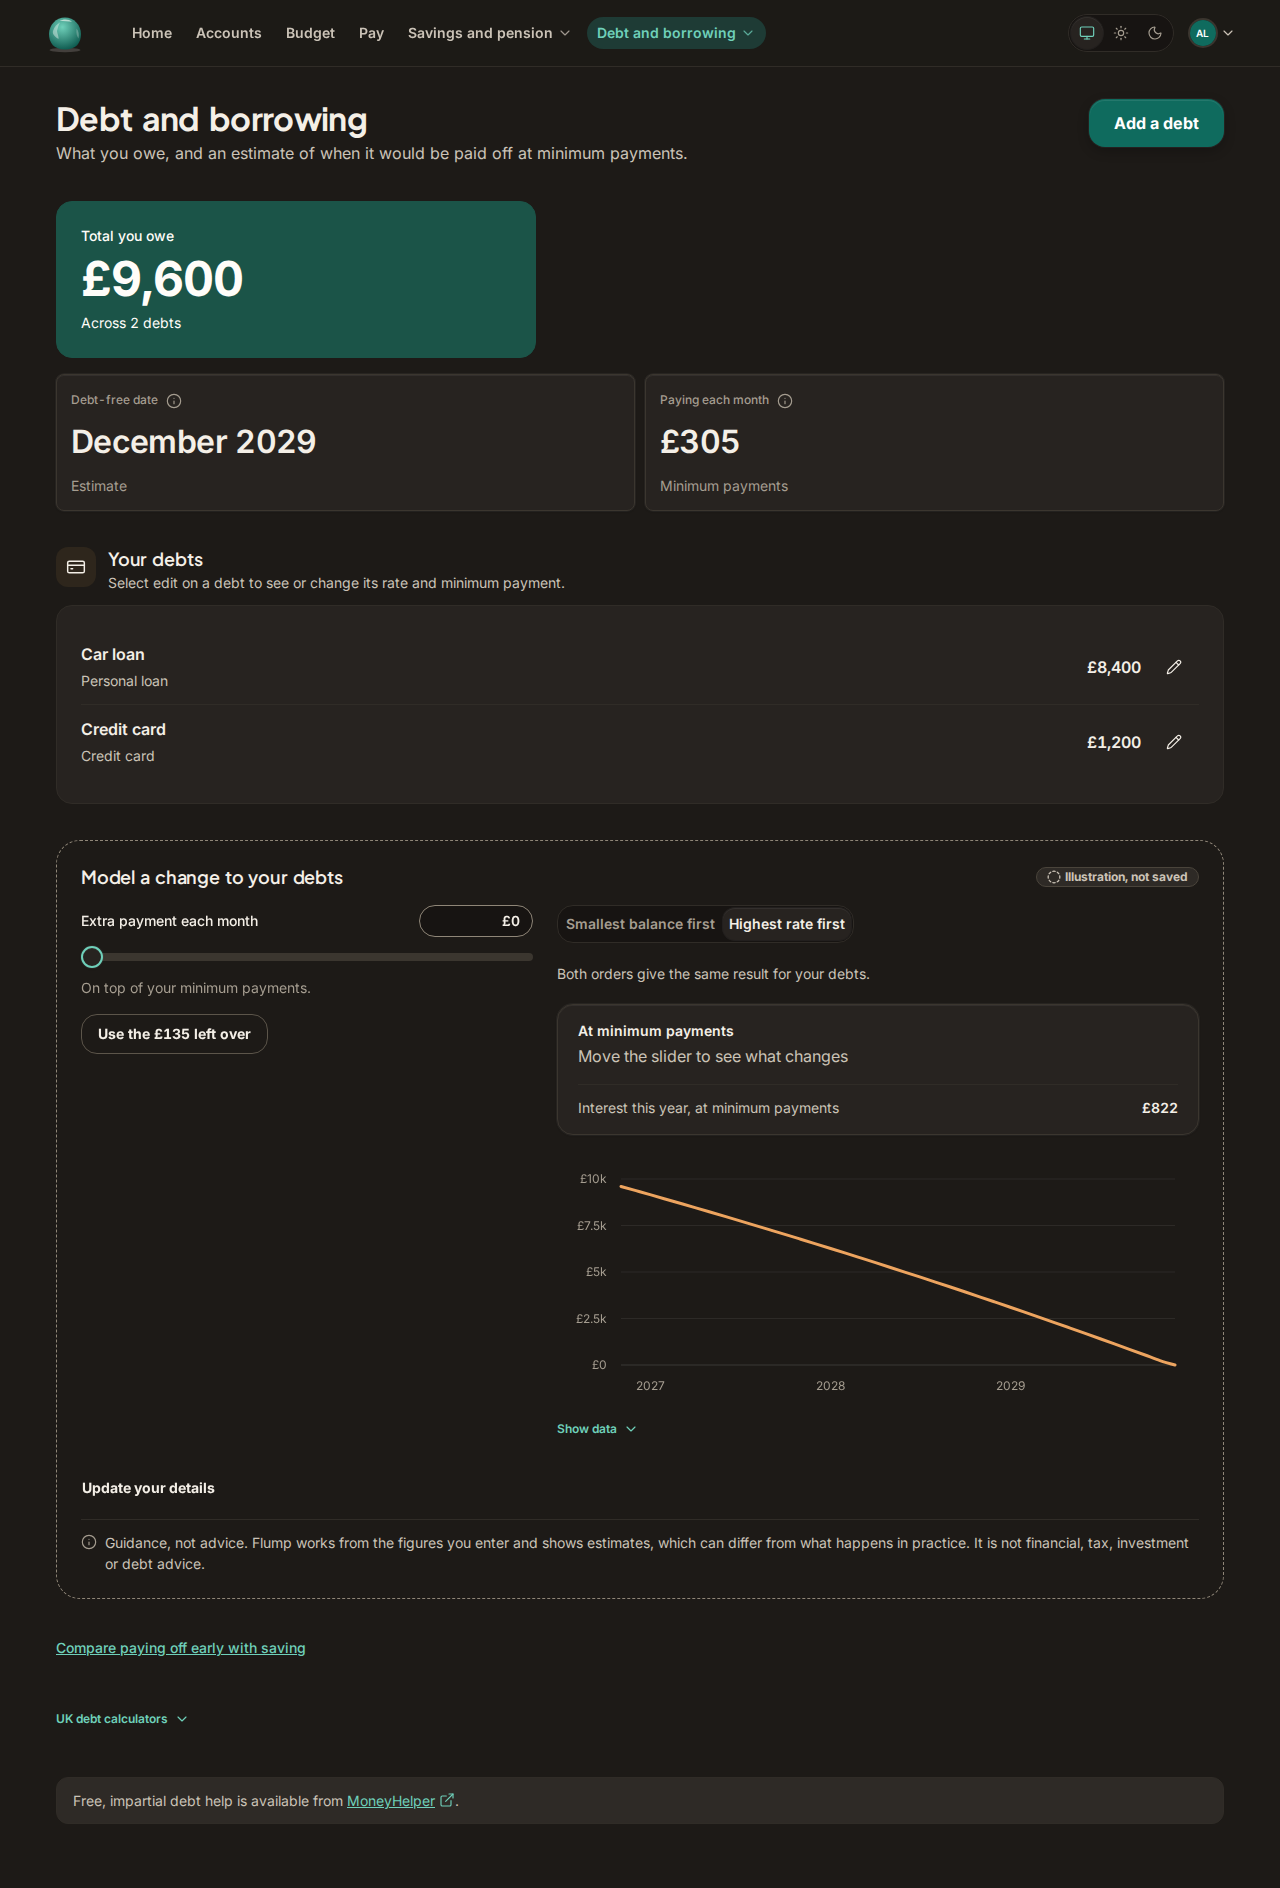 Home Accounts Budget Pay Savings and pension Debt and borrowing AL
Debt and borrowing
Add a debt
What you owe, and an estimate of when it would be paid off at minimum payments.
Total you owe
£9,600
Across 2 debts
Debt-free date
December 2029
Estimate
Paying each month
£305
Minimum payments
Your debts
Select edit on a debt to see or change its rate and minimum payment.
Car loan
Personal loan
£8,400
Credit card
Credit card
£1,200
Model a change to your debts
Illustration, not saved
Extra payment each month
£0
On top of your minimum payments.
Use the £135 left over
Smallest balance first Highest rate first
Both orders give the same result for your debts.
At minimum payments
Move the slider to see what changes
Interest this year, at minimum payments £822
£10k
£7.5k
£5k
£2.5k
£0
2027 2028 2029
Show data
Update your details
Guidance, not advice. Flump works from the figures you enter and shows estimates, which can differ from what happens in practice. It is not financial, tax, investment
or debt advice.
Compare paying off early with saving
UK debt calculators
Free, impartial debt help is available from MoneyHelper .